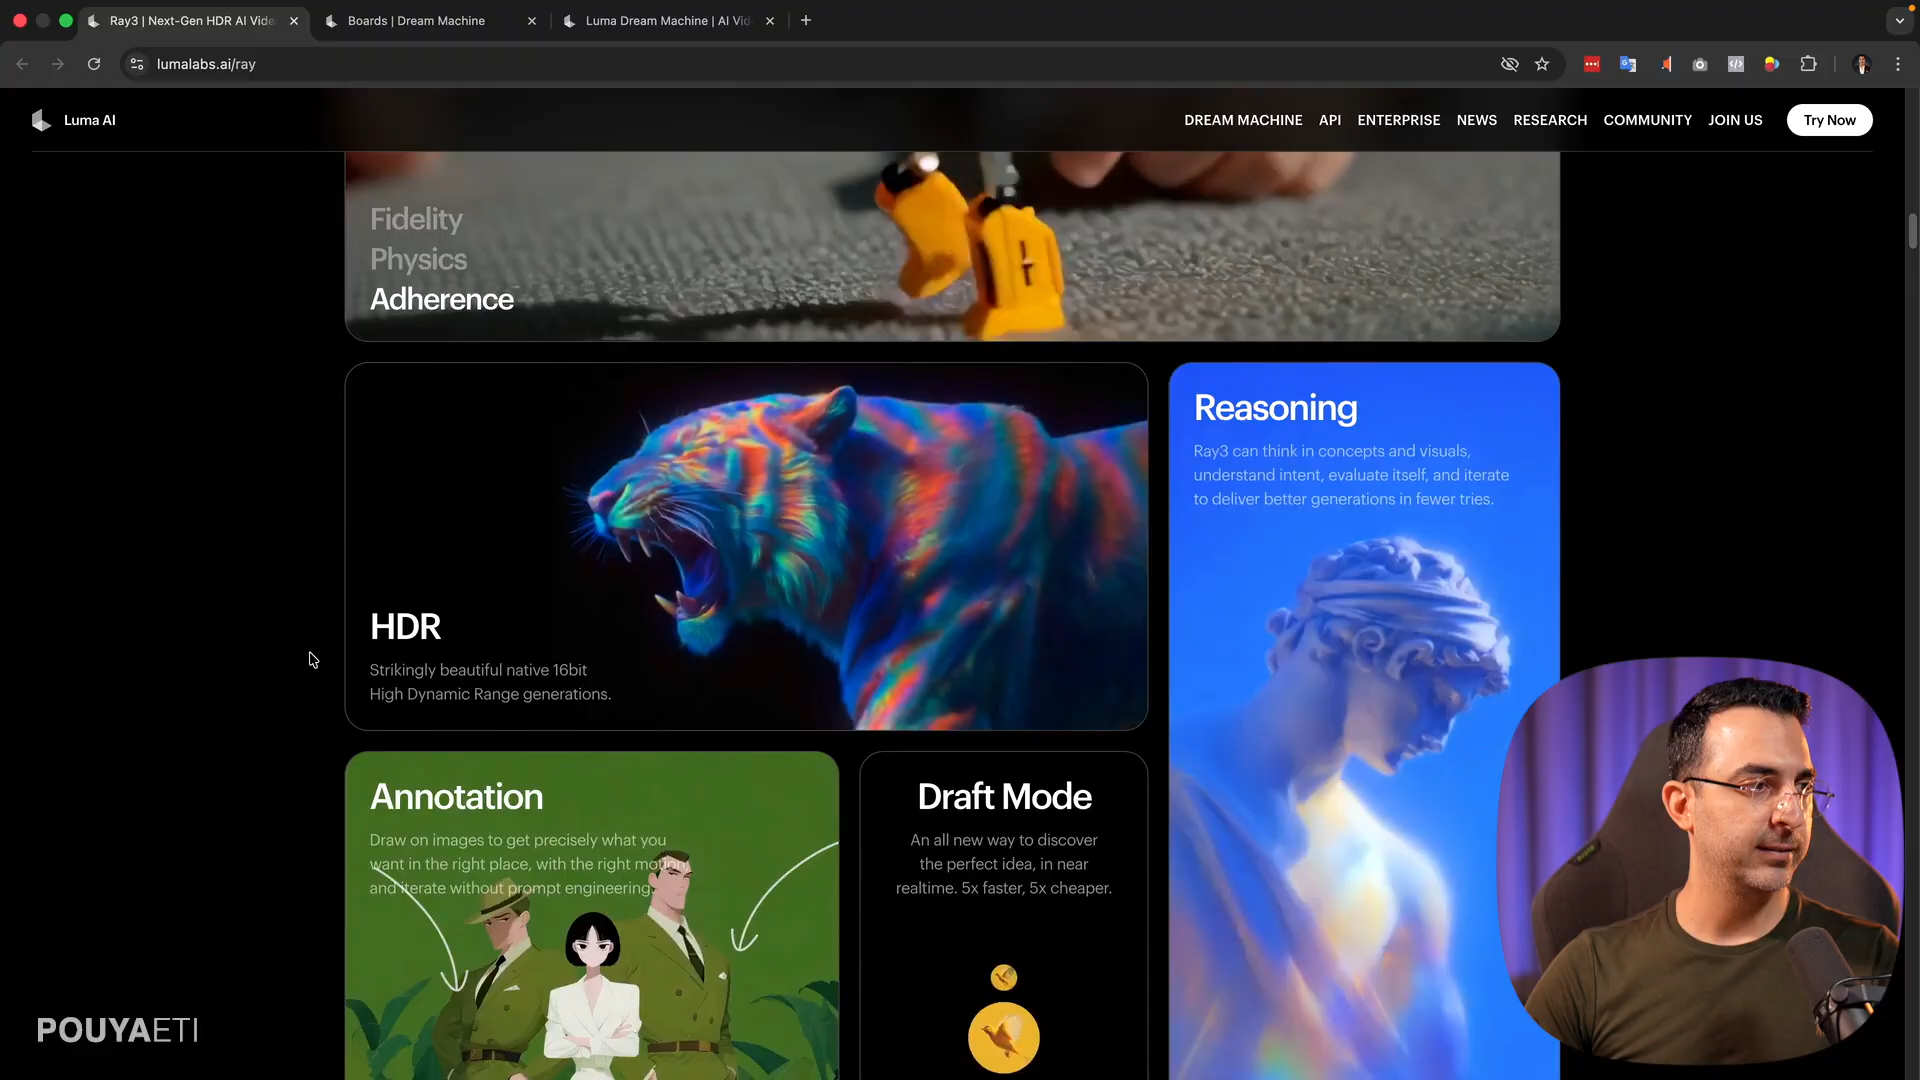 Ray3 | Next-Gen HDR AI Vide
Boards | Dream Machine
Luma Dream Machine | AI Vid
lumalabs.ai/ray
Luma AI
DREAM MACHINE
API
ENTERPRISE
NEWS
RESEARCH
COMMUNITY
JOIN US
Try Now
Fidelity
Physics
Adherence
HDR
Strikingly beautiful native 16bit
High Dynamic Range generations.
Reasoning
Ray3 can think in concepts and visuals,
understand intent, evaluate itself, and iterate
to deliver better generations in fewer tries.
Annotation
Draw on images to get precisely what you
want in the right place, with the right motion
and iterate without prompt engineering.
Draft Mode
An all new way to discover
the perfect idea, in near
realtime. 5x faster, 5x cheaper.
POUYAETI